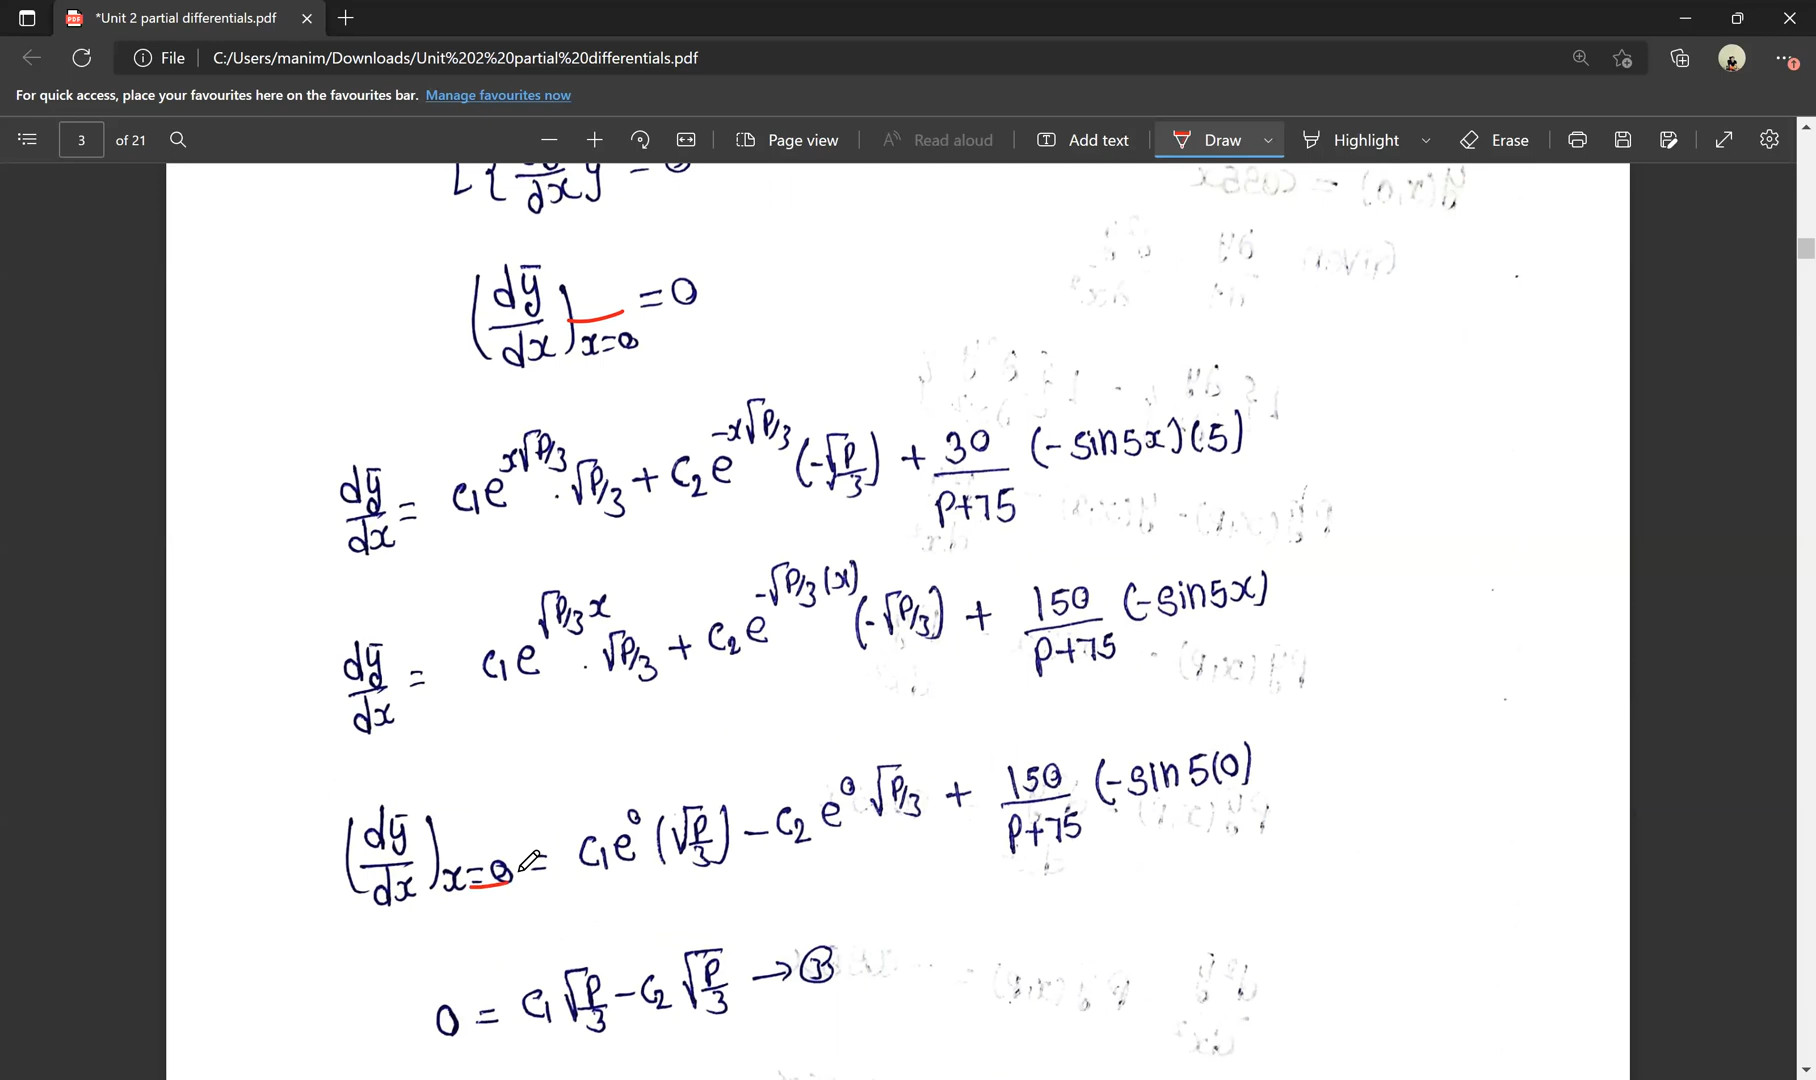 *Unit 2 partial differentials.pdf
File C:/Users/manim/Downloads/Unit%202%20partial%20differentials.pdf
For quick access, place your favourites here on the favourites bar. Manage favourites now
3 of 21 Page view Read aloud Add text Draw Highlight Erase
(dȳ/dx)x=0 = 0
dȳ/dx = c₁e^(x√P/3) . √P/3 + c₂e^(-x√P/3) (-√P/3) + 30/P+75 (-sin5x)(5)
dȳ/dx = c₁e^(√P/3 x) . √P/3 + c₂e^(-√P/3 (x)) (-√P/3) + 150/P+75 (-sin5x)
(dȳ/dx)x=0 = c₁e⁰ (√P/3) - c₂e⁰ √P/3 + 150/P+75 (-sin5(0)
0 = c₁√P/3 - c₂√P/3 → ③